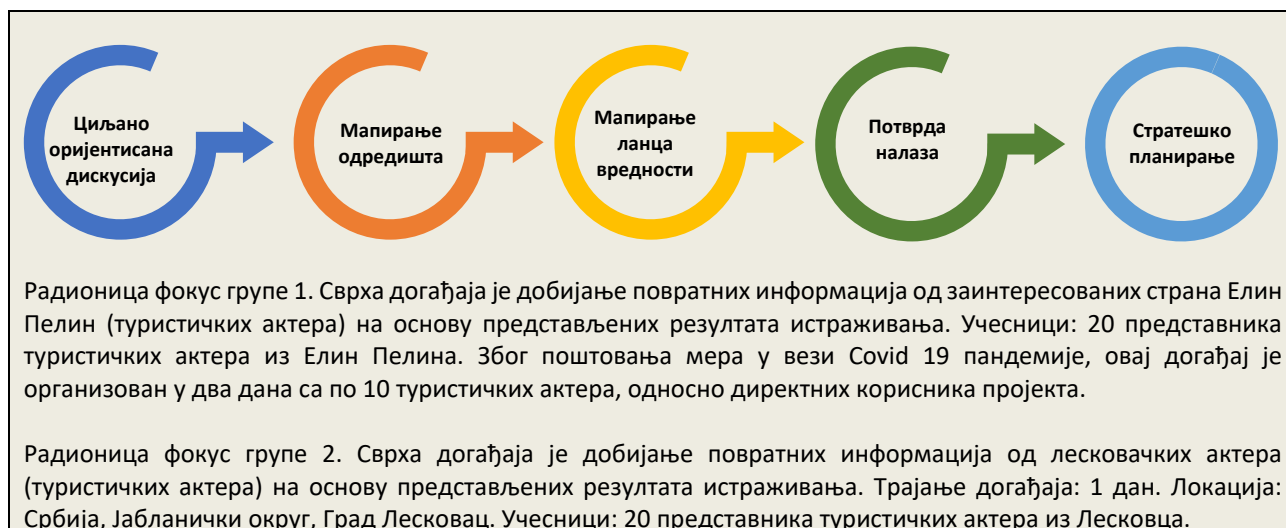 Циљано
оријентисана
дискусија
Мапирање
одредишта
Мапирање
ланца
вредности
Потврда
налаза
Стратешко
планирање
Радионица фокус групе 1. Сврха догађаја је добијање повратних информација од заинтересованих страна Елин
Пелин (туристичких актера) на основу представљених резултата истраживања. Учесници: 20 представника
туристичких актера из Елин Пелина. Због поштовања мера у вези Covid 19 пандемије, овај догађај је
организован у два дана са по 10 туристичких актера, односно директних корисника пројекта.
Радионица фокус групе 2. Сврха догађаја је добијање повратних информација од лесковачких актера
(туристичких актера) на основу представљених резултата истраживања. Трајање догађаја: 1 дан. Локација:
Србија, Јабланички округ, Град Лесковац. Учесници: 20 представника туристичких актера из Лесковца.